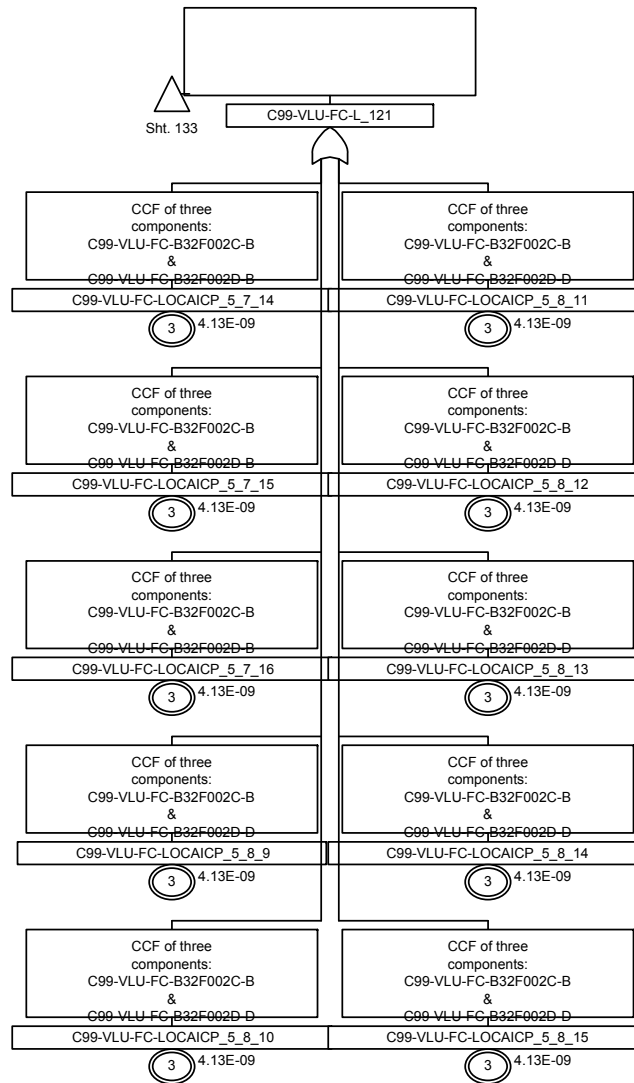 C99-VLU-FC-L_121
Sht. 133
CCF of three
components:
C99-VLU-FC-B32F002C-B
&
C99-VLU-FC-B32F002D-B
C99-VLU-FC-LOCAICP_5_7_14
3
4.13E-09
CCF of three
components:
C99-VLU-FC-B32F002C-B
&
C99-VLU-FC-B32F002D-D
C99-VLU-FC-LOCAICP_5_8_11
3
4.13E-09
CCF of three
components:
C99-VLU-FC-B32F002C-B
&
C99-VLU-FC-B32F002D-B
C99-VLU-FC-LOCAICP_5_7_15
3
4.13E-09
CCF of three
components:
C99-VLU-FC-B32F002C-B
&
C99-VLU-FC-B32F002D-D
C99-VLU-FC-LOCAICP_5_8_12
3
4.13E-09
CCF of three
components:
C99-VLU-FC-B32F002C-B
&
C99-VLU-FC-B32F002D-B
C99-VLU-FC-LOCAICP_5_7_16
3
4.13E-09
CCF of three
components:
C99-VLU-FC-B32F002C-B
&
C99-VLU-FC-B32F002D-D
C99-VLU-FC-LOCAICP_5_8_13
3
4.13E-09
CCF of three
components:
C99-VLU-FC-B32F002C-B
&
C99-VLU-FC-B32F002D-D
C99-VLU-FC-LOCAICP_5_8_9
3
4.13E-09
CCF of three
components:
C99-VLU-FC-B32F002C-B
&
C99-VLU-FC-B32F002D-D
C99-VLU-FC-LOCAICP_5_8_14
3
4.13E-09
CCF of three
components:
C99-VLU-FC-B32F002C-B
&
C99-VLU-FC-B32F002D-D
C99-VLU-FC-LOCAICP_5_8_10
3
4.13E-09
CCF of three
components:
C99-VLU-FC-B32F002C-B
&
C99-VLU-FC-B32F002D-D
C99-VLU-FC-LOCAICP_5_8_15
3
4.13E-09